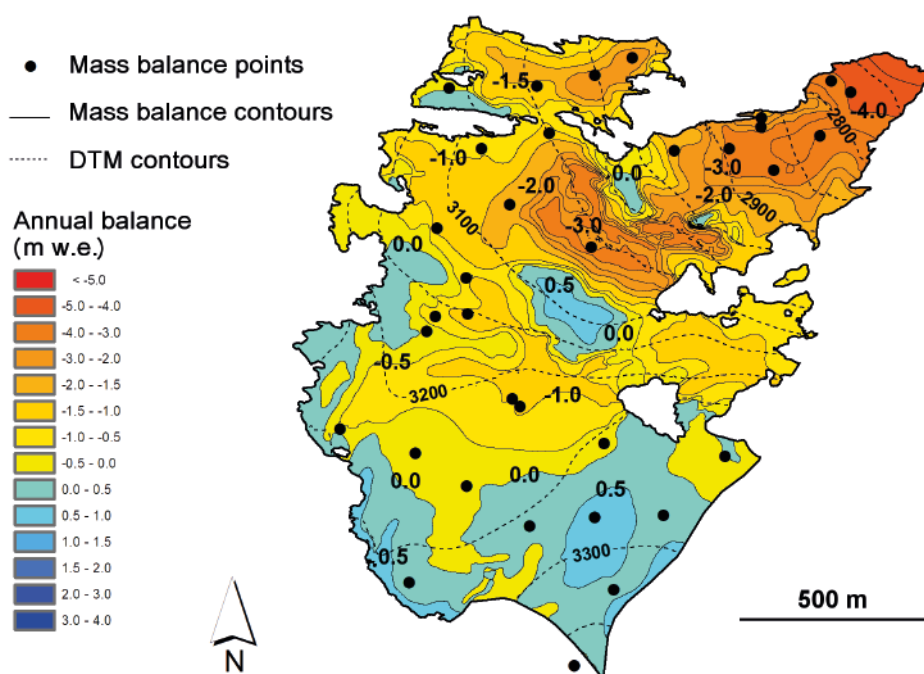 Mass balance points
Mass balance contours
DTM contours
Annual balance
(m w.e.)
< -5.0
-5.0 - -4.0
-4.0 - -3.0
-3.0 - -2.0
-2.0 - -1.5
-1.5 - -1.0
-1.0 - -0.5
-0.5 - 0.0
0.0 - 0.5
0.5 - 1.0
1.0 - 1.5
1.5 - 2.0
2.0 - 3.0
3.0 - 4.0
-1.5
-4.0
2800
-1.0
0.0
-3.0
-2.0
-2.0
2900
3100
-3.0
0.0
0.5
0.0
-0.5
3200
-1.0
0.0
0.0
0.5
3300
0.5
500 m
N